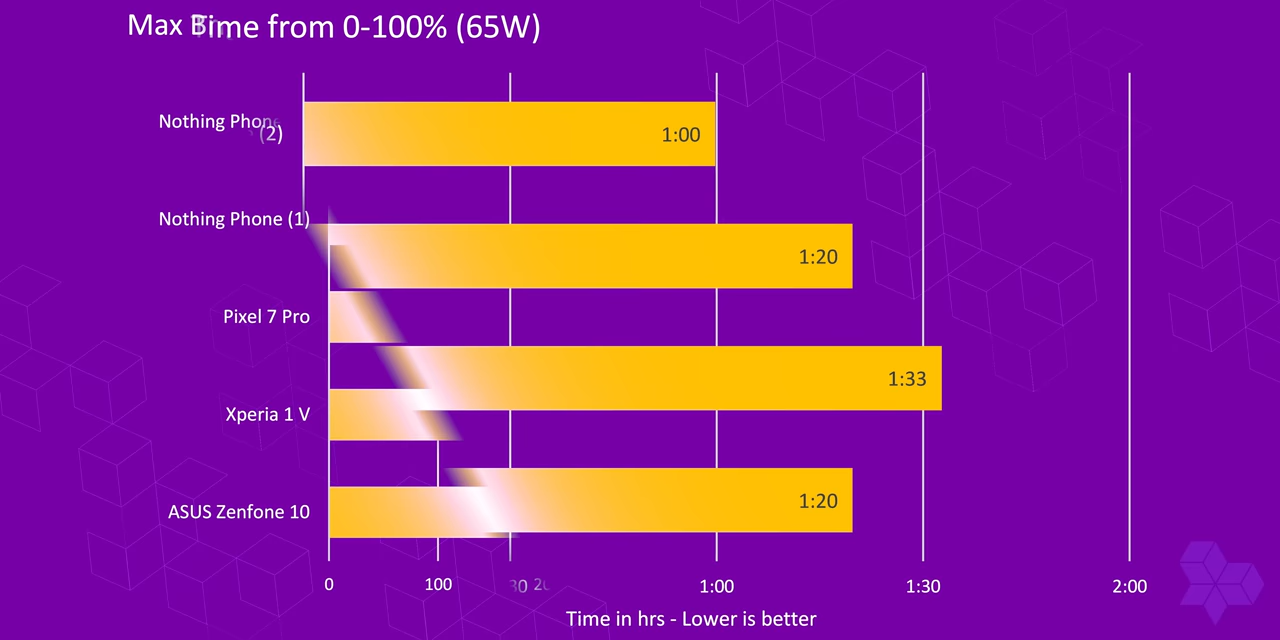 Max Time from 0-100% (65W)
Nothing Phone
(2)
1:00
Nothing Phone (1)
1:20
Pixel 7 Pro
1:33
Xperia 1 V
1:20
ASUS Zenfone 10
0 100 30 1:00 1:30 2:00
Time in hrs - Lower is better